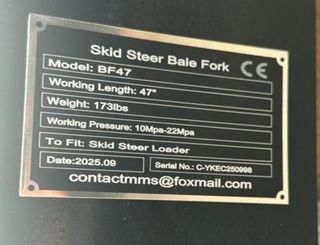 Skid Steer Bale Fork CE
Model: BF47
Working Length: 47"
Weight: 173lbs
Working Pressure: 10Mpa-22Mpa
To Fit: Skid Steer Loader
Date:2025.09 Serial No.: C-YKEC250998
contactmms@foxmail.com